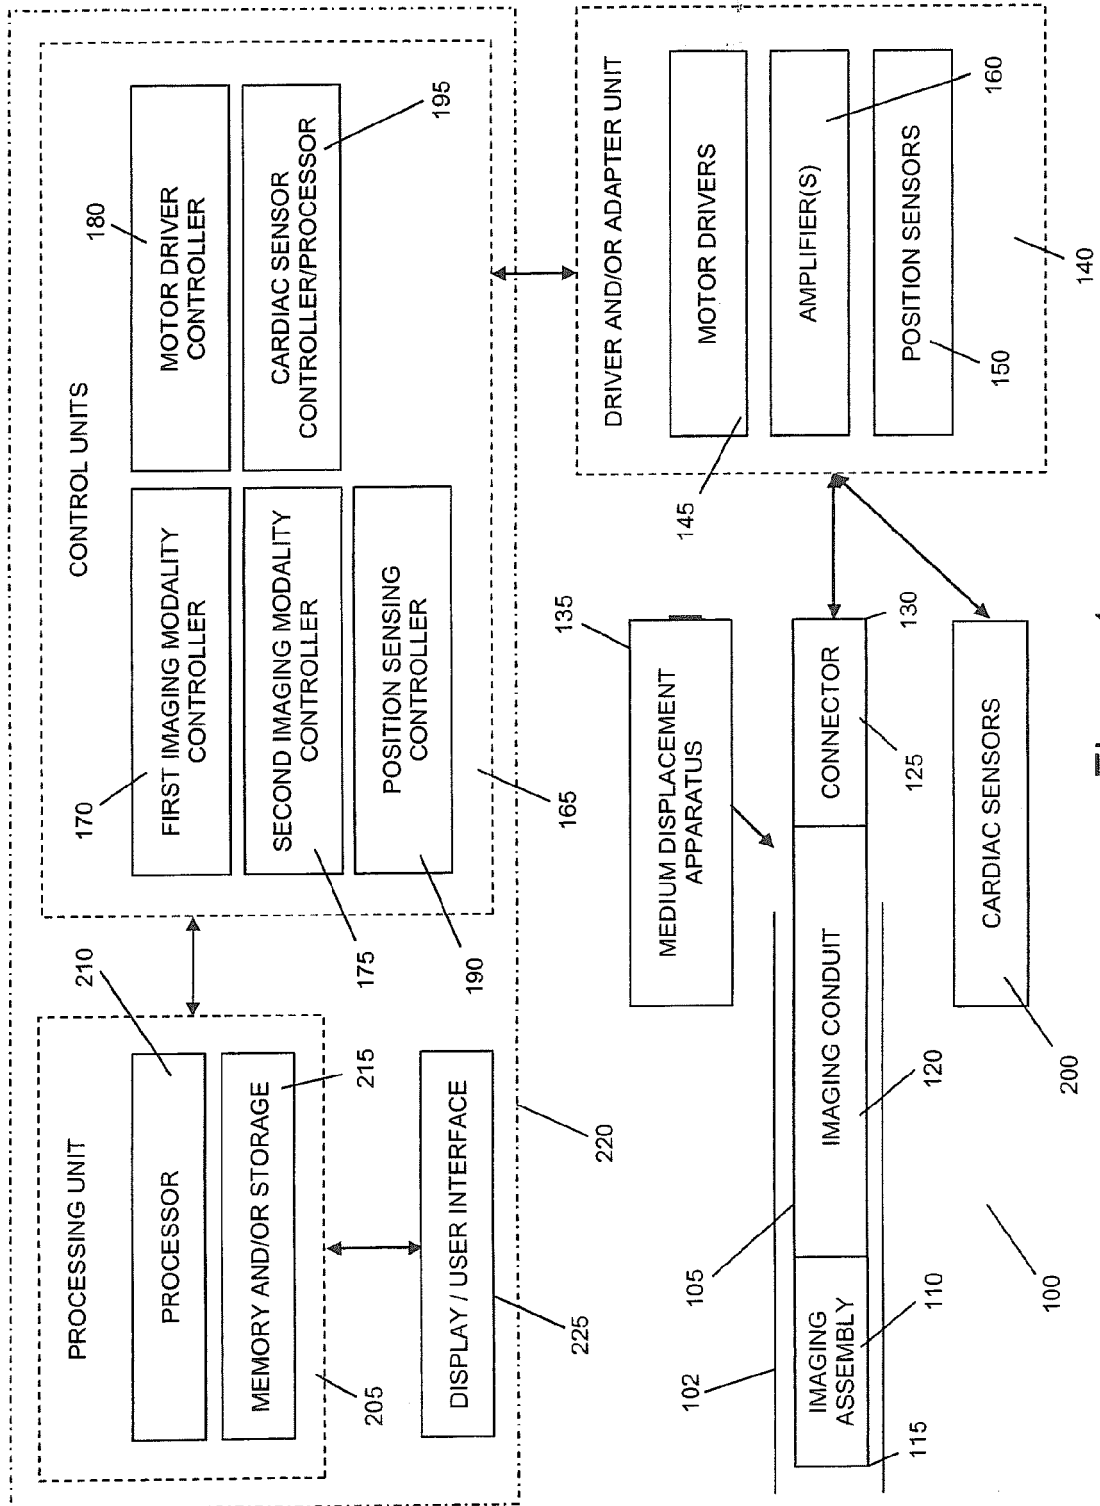 PROCESSING UNIT
PROCESSOR
MEMORY AND/OR STORAGE
205
210
215
DISPLAY / USER INTERFACE
225
220
CONTROL UNITS
170
FIRST IMAGING MODALITY
CONTROLLER
180
MOTOR DRIVER
CONTROLLER
SECOND IMAGING MODALITY
CONTROLLER
CARDIAC SENSOR
CONTROLLER/PROCESSOR
175
POSITION SENSING
CONTROLLER
195
190
165
DRIVER AND/OR ADAPTER UNIT
MOTOR DRIVERS
145
AMPLIFIER(S)
160
POSITION SENSORS
150
140
135
MEDIUM DISPLACEMENT
APPARATUS
102
105
IMAGING
ASSEMBLY
IMAGING CONDUIT
CONNECTOR
115
110
120
125
130
CARDIAC SENSORS
200
100